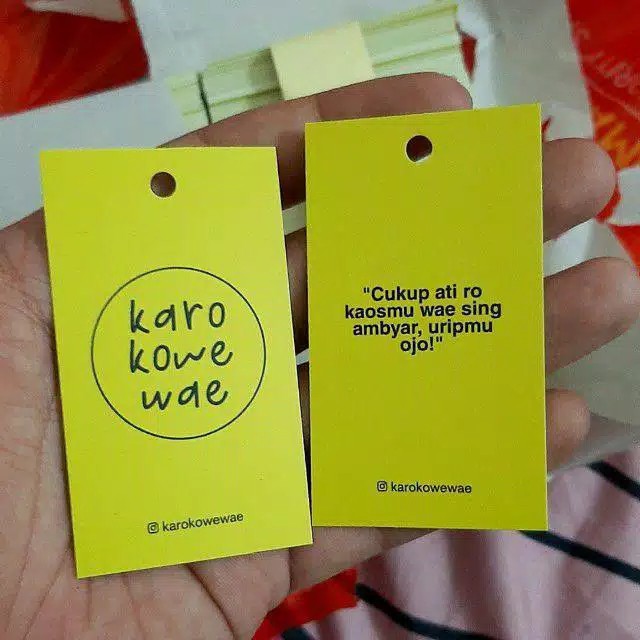 karo
kowe
wae
karokowewae
"Cukup ati ro
kaosmu wae sing
ambyar, uripmu
ojo!"
karokowewae